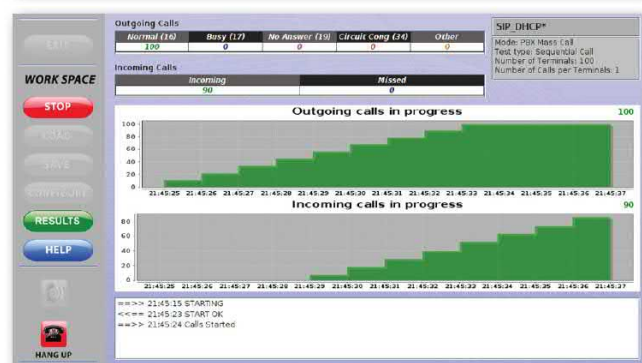 Outgoing Calls
Normal (16) Busy (17) No Answer (19) Circuit Cong (34) Other
100 0 0 0 0
Incoming Calls
Incoming Missed
90 0
SIP_DHCP*
Mode: PBX Mass Call
Test type: Sequential Call
Number of Terminals: 100
Number of Calls per Terminals: 1
EXIT
WORK SPACE
STOP
LOAD
SAVE
RESULTS
HELP
HANG UP
Outgoing calls in progress 100
100
80
60
40
20
0
21:45:25 21:45:26 21:45:27 21:45:28 21:45:29 21:45:30 21:45:31 21:45:32 21:45:33 21:45:34 21:45:35 21:45:36 21:45:37
Incoming calls in progress 90
80
60
40
20
0
21:45:25 21:45:26 21:45:27 21:45:28 21:45:29 21:45:30 21:45:31 21:45:32 21:45:33 21:45:34 21:45:35 21:45:36 21:45:37
==>> 21:45:15 STARTING
<<== 21:45:23 START OK
==>> 21:45:24 Calls Started